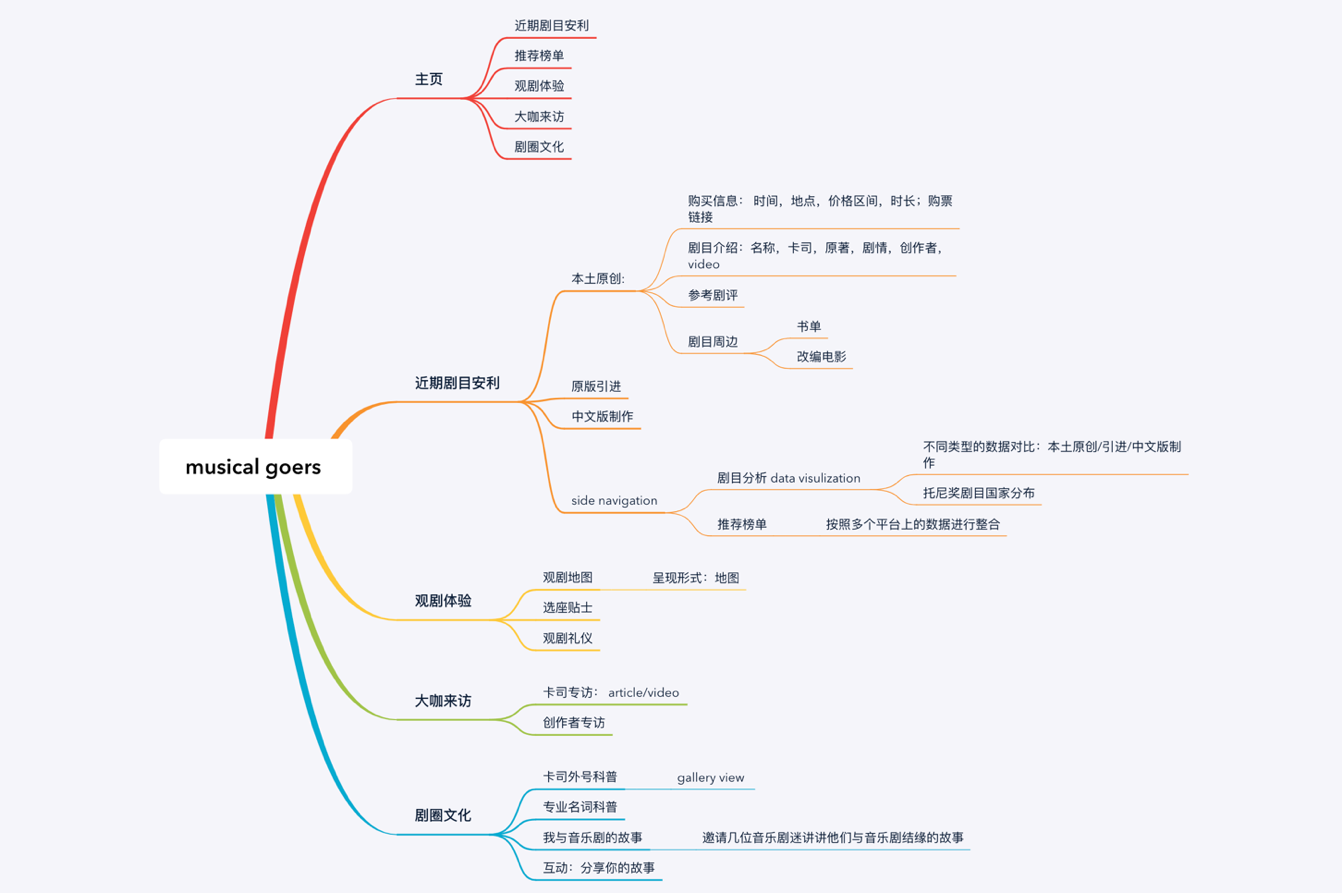 musical goers
主页
近期剧目安利
推荐榜单
观剧体验
大咖来访
剧圈文化
近期剧目安利
本土原创:
购买信息： 时间，地点，价格区间，时长；购票
链接
剧目介绍：名称，卡司，原著，剧情，创作者，
video
参考剧评
剧目周边
书单
改编电影
原版引进
中文版制作
side navigation
剧目分析 data visulization
不同类型的数据对比：本土原创/引进/中文版制
作
托尼奖剧目国家分布
推荐榜单
按照多个平台上的数据进行整合
观剧体验
观剧地图
呈现形式：地图
选座贴士
观剧礼仪
大咖来访
卡司专访： article/video
创作者专访
剧圈文化
卡司外号科普
gallery view
专业名词科普
我与音乐剧的故事
邀请几位音乐剧迷讲讲他们与音乐剧结缘的故事
互动：分享你的故事